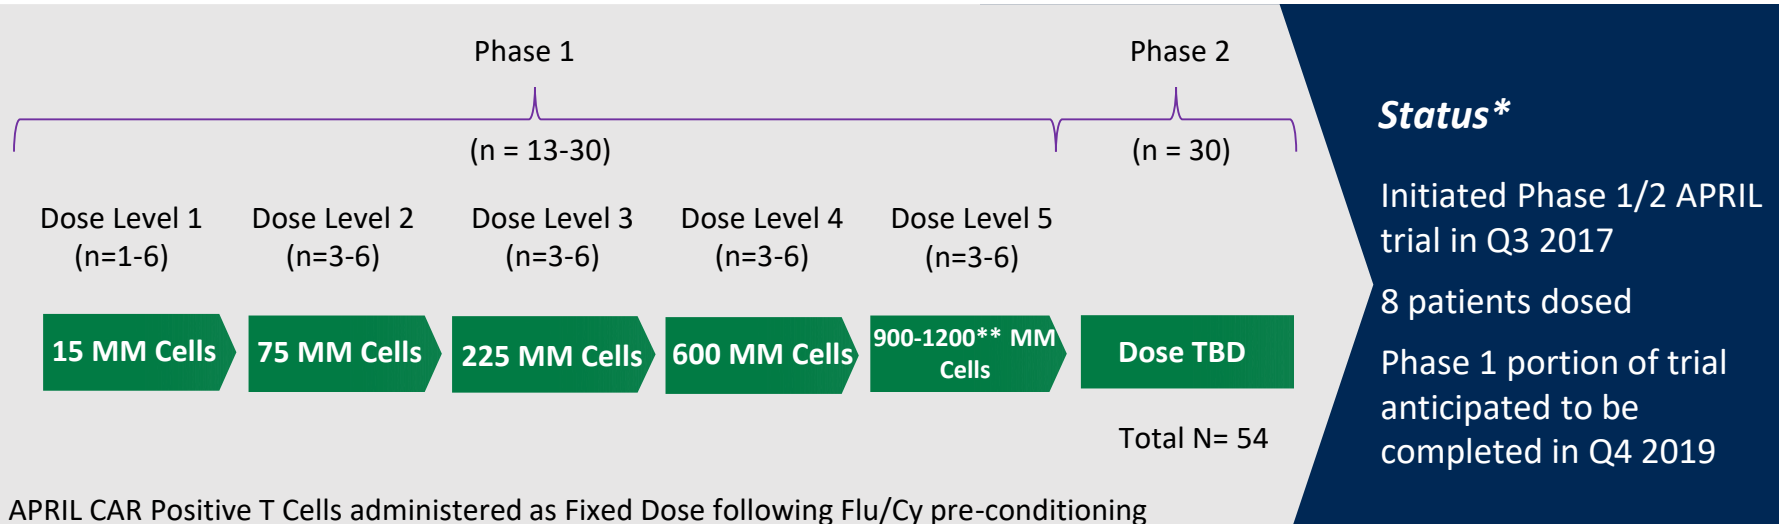 Phase 1
Phase 2
(n = 13-30)
(n = 30)
Dose Level 1
(n=1-6)
Dose Level 2
(n=3-6)
Dose Level 3
(n=3-6)
Dose Level 4
(n=3-6)
Dose Level 5
(n=3-6)
15 MM Cells
75 MM Cells
225 MM Cells
600 MM Cells
900-1200** MM
Cells
Dose TBD
Total N= 54
APRIL CAR Positive T Cells administered as Fixed Dose following Flu/Cy pre-conditioning
Status*
Initiated Phase 1/2 APRIL
trial in Q3 2017
8 patients dosed
Phase 1 portion of trial
anticipated to be
completed in Q4 2019